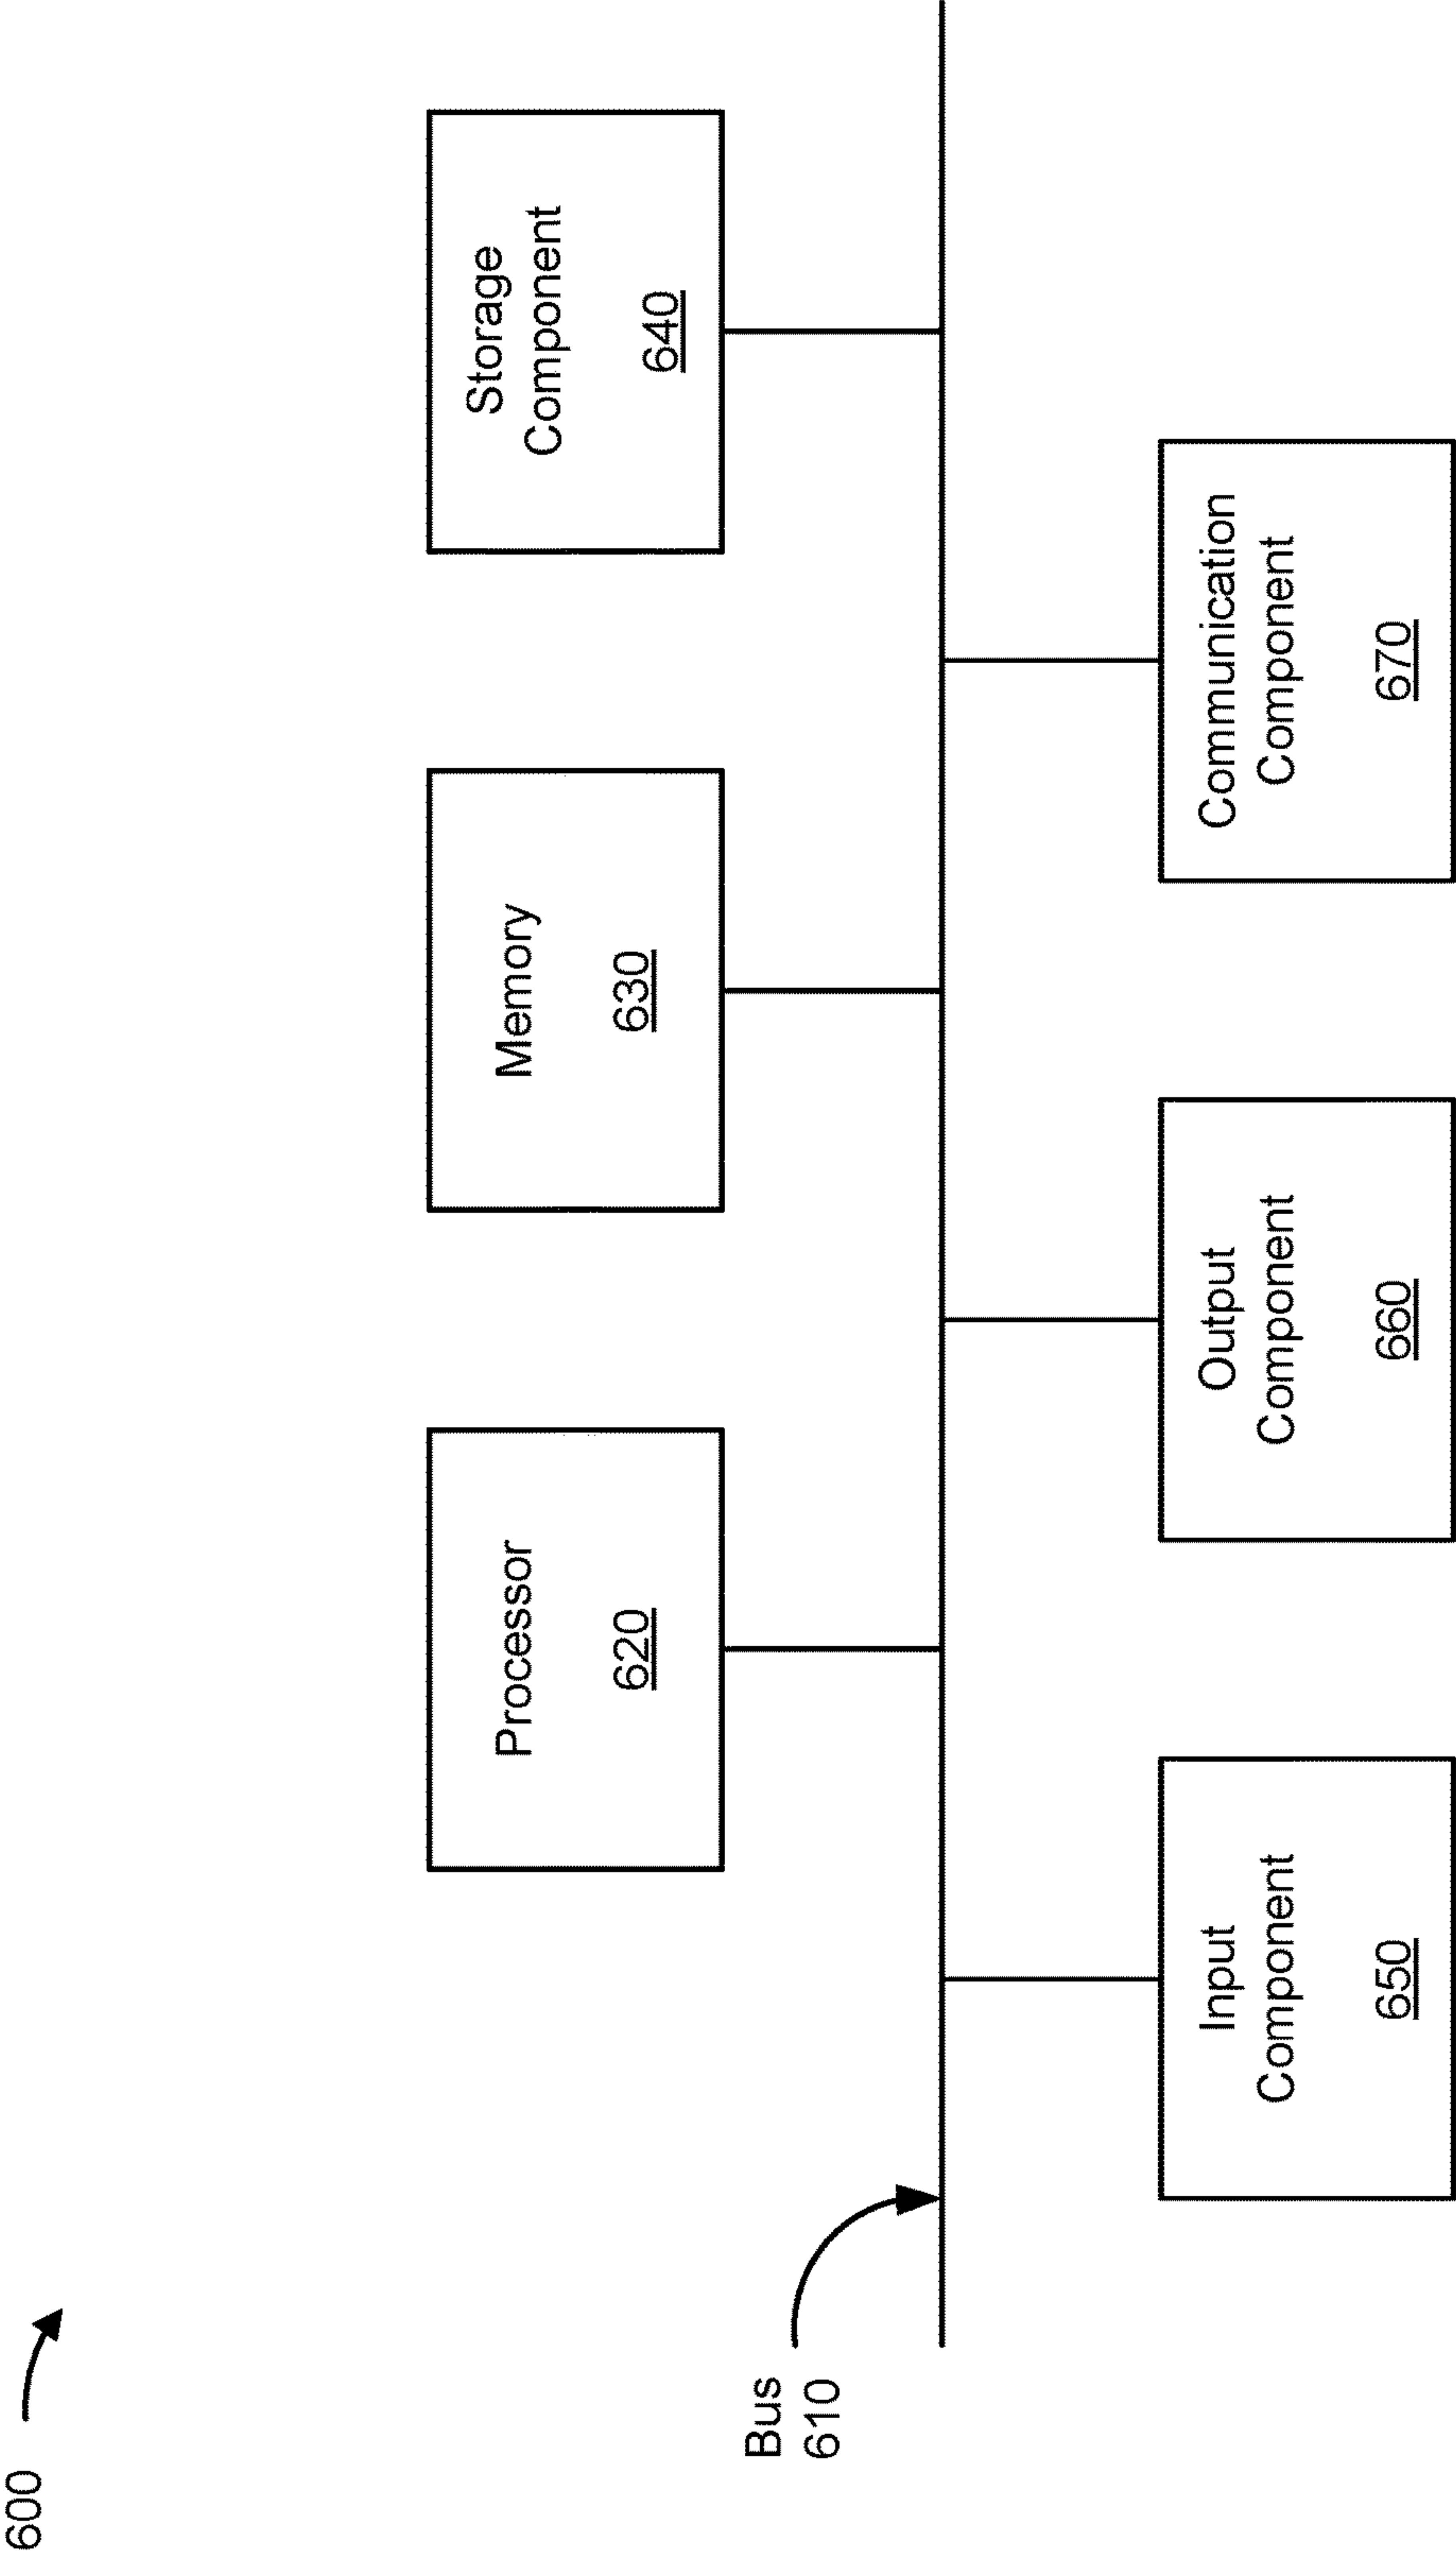 600
Bus
610
Processor
620
Memory
630
Storage
Component
640
Input
Component
650
Output
Component
660
Communication
Component
670